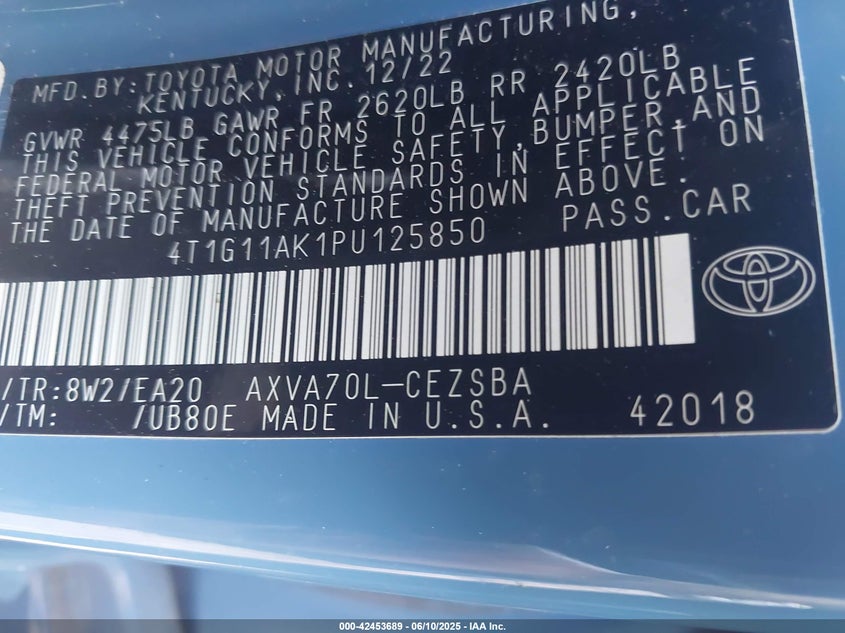 MFD.BY:TOYOTA MOTOR MANUFACTURING,
KENTUCKY, INC. 12/22
GVWR 4475LB GAWR FR 2620LB RR 2420LB
THIS VEHICLE CONFORMS TO ALL APPLICABLE
FEDERAL MOTOR VEHICLE SAFETY,BUMPER,AND
THEFT PREVENTION STANDARDS IN EFFECT ON
THE DATE OF MANUFACTURE SHOWN ABOVE.
4T1G11AK1PU125850 PASS.CAR
/TR:8W2/EA20 AXVA70L-CEZSBA
/TM: /UB80E MADE IN U.S.A. 42018
000-42453689 - 06/10/2025 - IAA Inc.